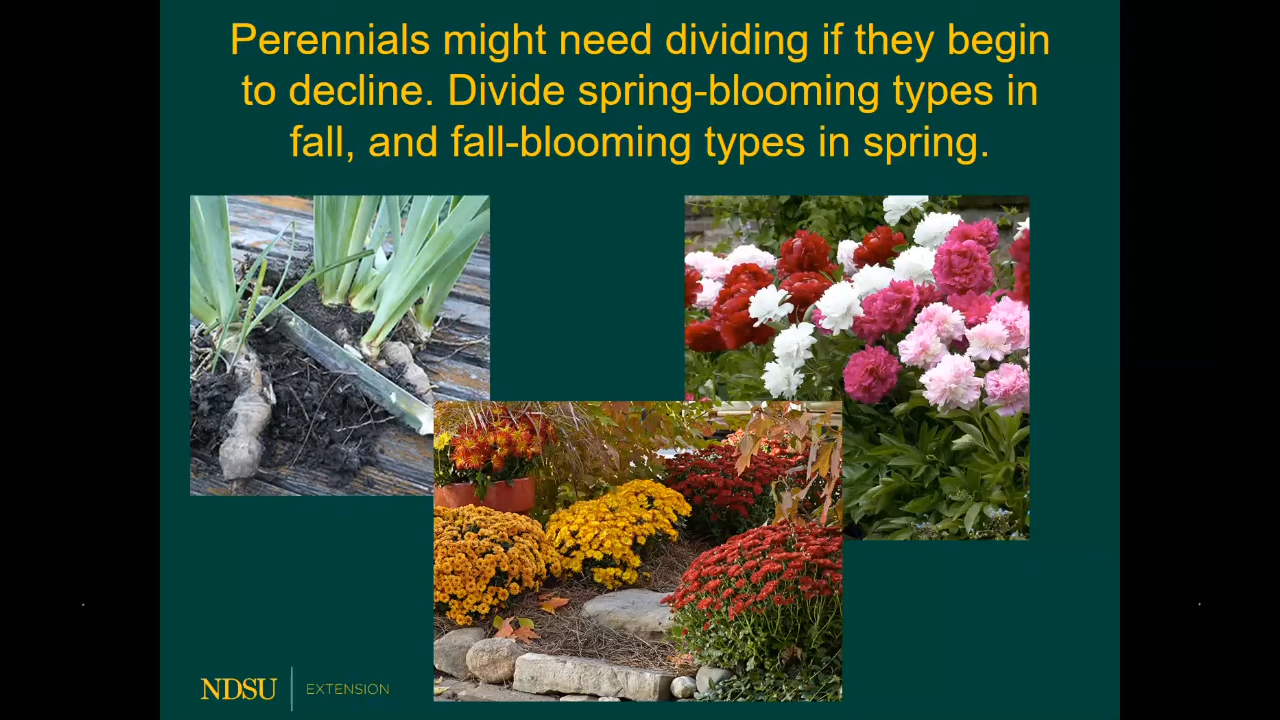 Perennials might need dividing if they begin
to decline. Divide spring-blooming types in
fall, and fall-blooming types in spring.
NDSU EXTENSION